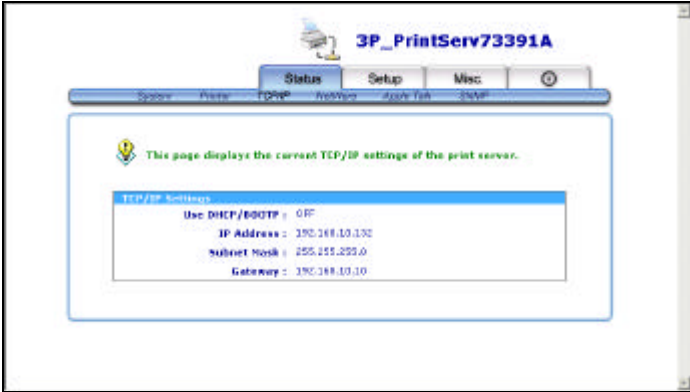 3P_PrintServ73391A
Status Setup Misc.
System Printer TCP/IP NetWare Apple Talk SNMP
This page displays the current TCP/IP settings of the print server.
TCP/IP Settings
Use DHCP/BOOTP : OFF
IP Address : 192.168.10.132
Subnet Mask : 255.255.255.0
Gateway : 192.168.10.10